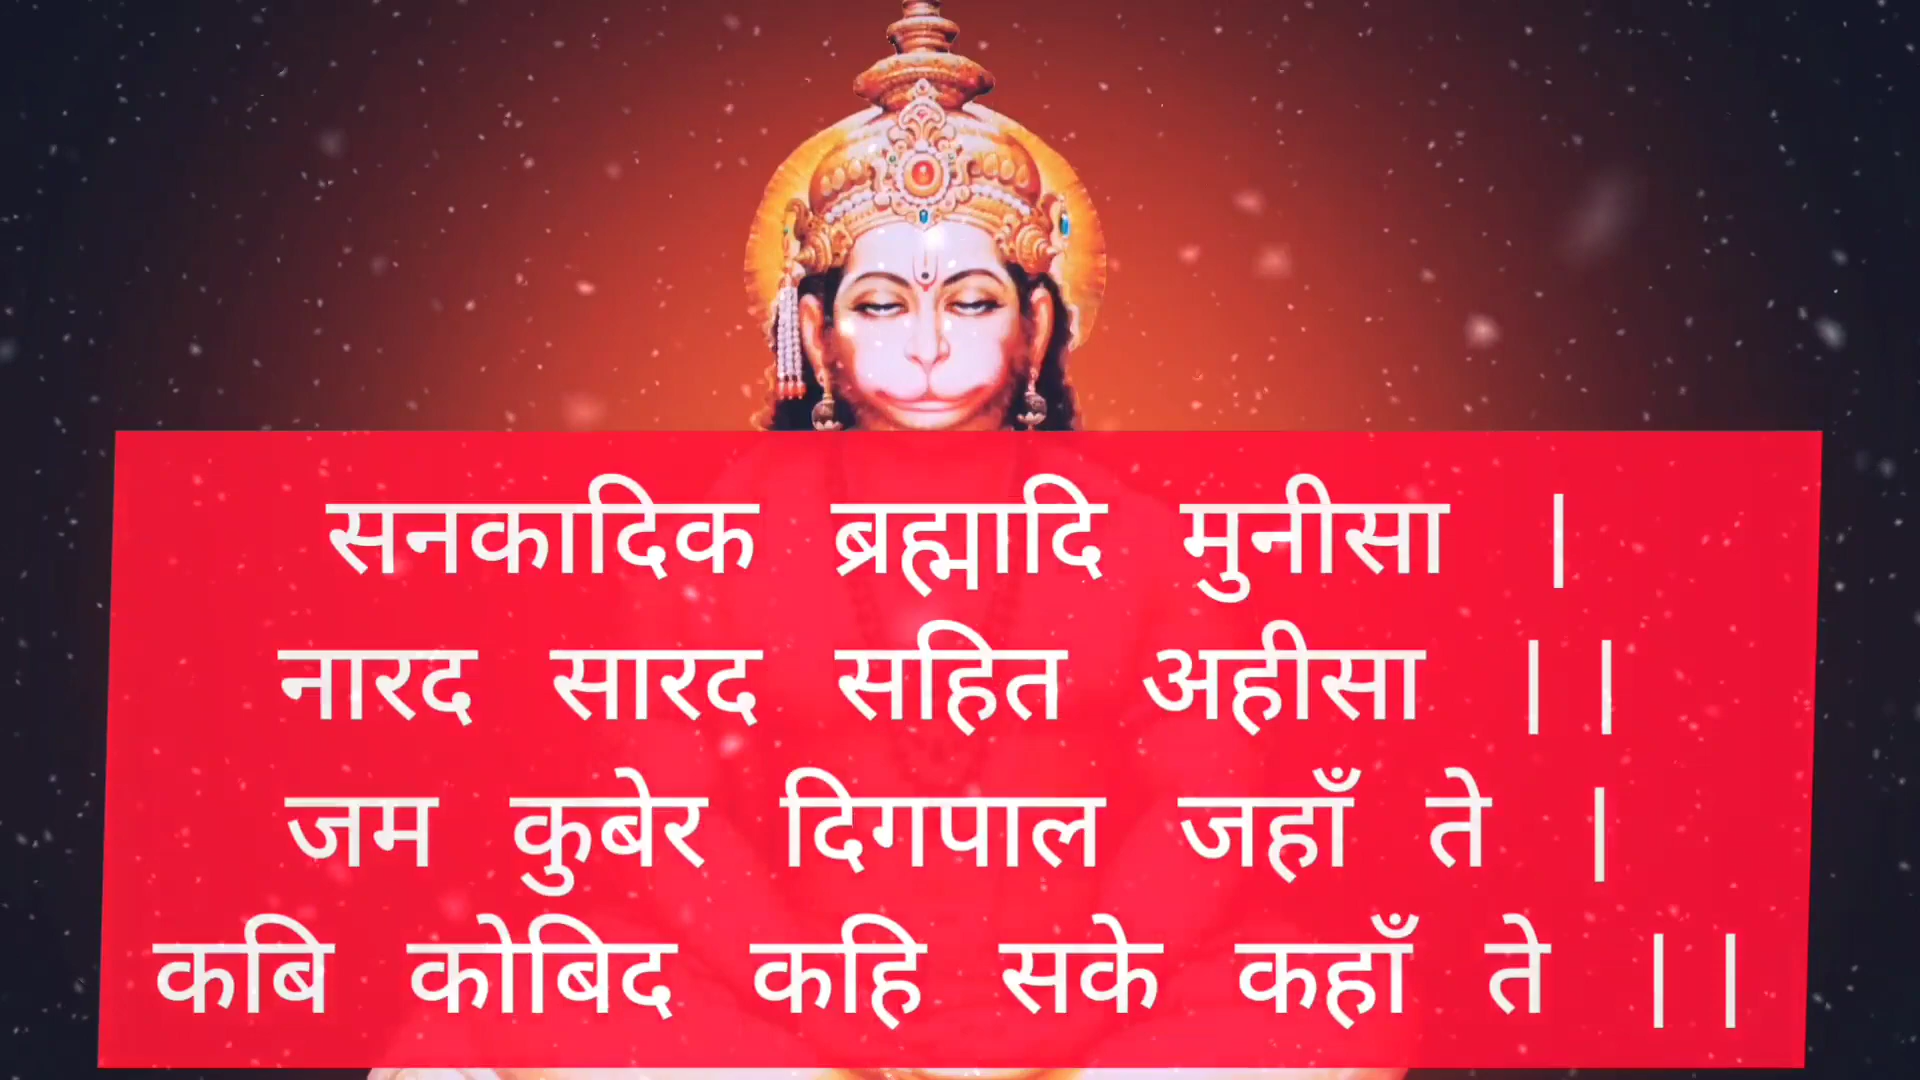 सनकादिक ब्रह्मादि मुनीसा |
नारद सारद सहित अहीसा ||
जम कुबेर दिगपाल जहाँ ते |
कबि कोबिद कहि सके कहाँ ते ||